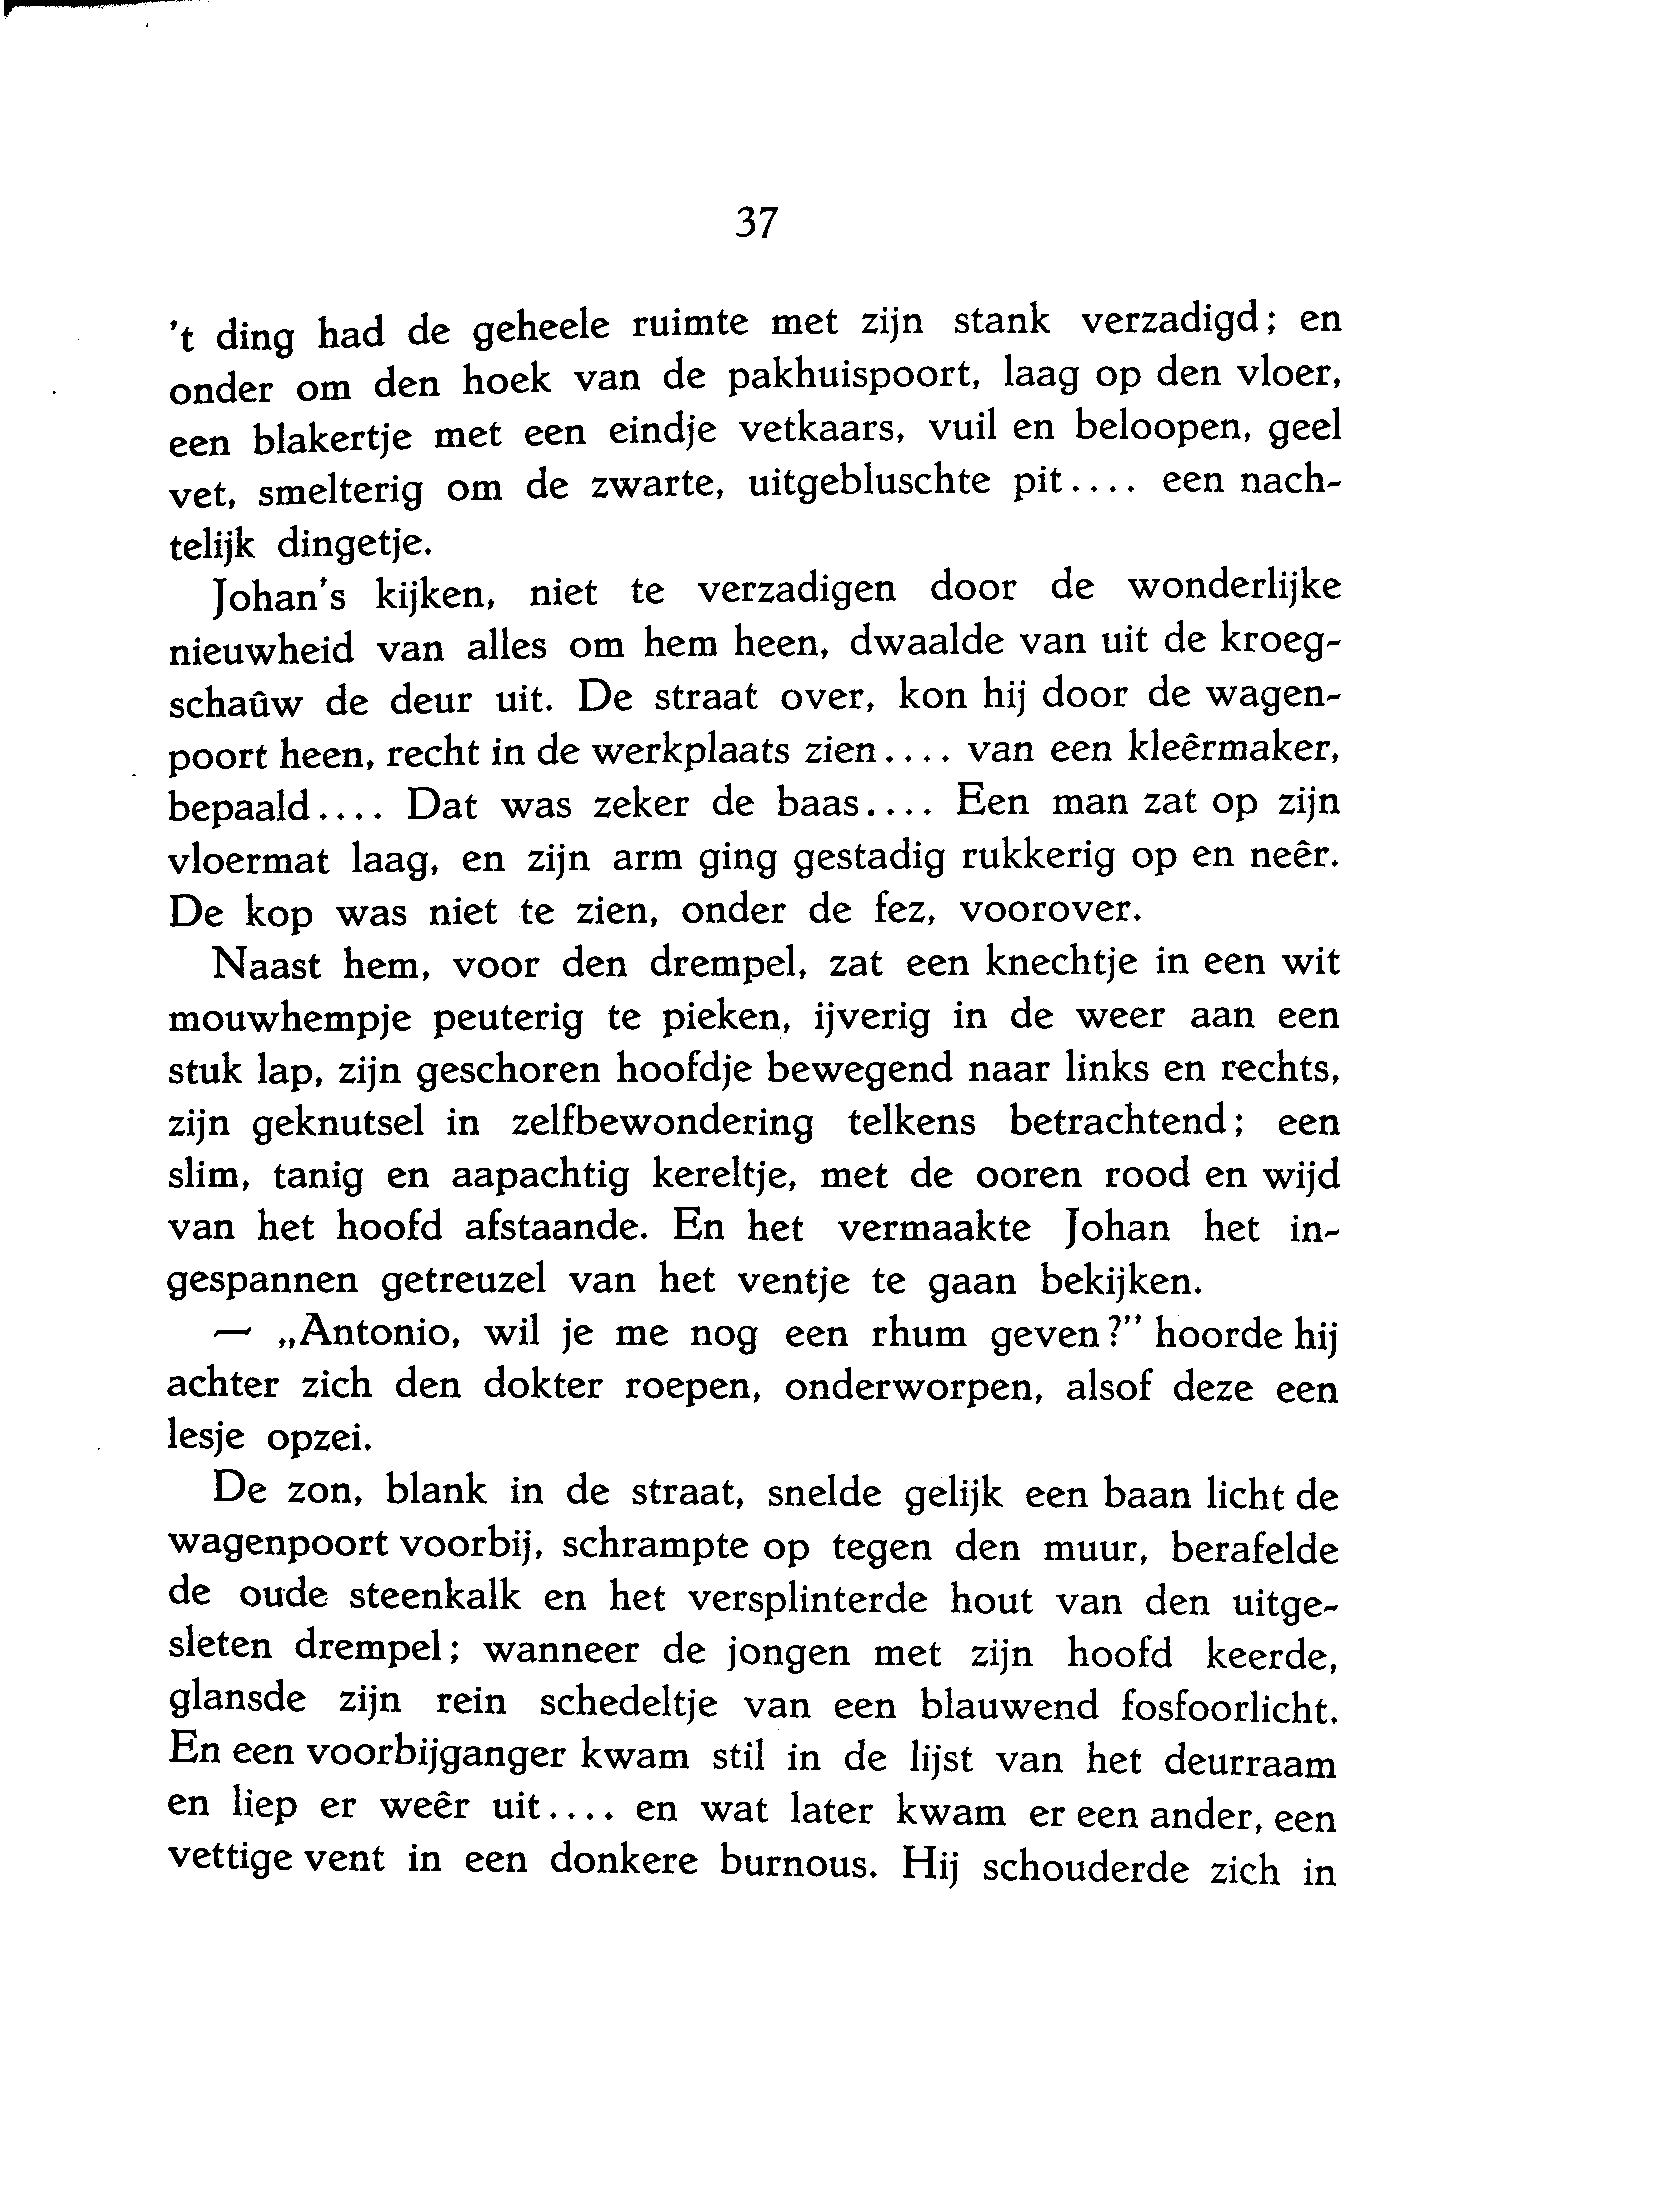 37
't ding had de geheele ruimte met zijn stank verzadigd; en
onder om den hoek van de pakhuispoort, laag op den vloer,
een blakertje met een eindje vetkaars, vuil en beloopen, geel
vet, smelterig om de zwarte, uitgebluschte pit.... een nach-
telijk dingetje.
Johan's kijken, niet te verzadigen door de wonderlijke
nieuwheid van alles om hem heen, dwaalde van uit de kroeg-
schaûw de deur uit. De straat over, kon hij door de wagen-
poort heen, recht in de werkplaats zien.... van een kleêrmaker,
bepaald.... Dat was zeker de baas.... Een man zat op zijn
vloermat laag, en zijn arm ging gestadig rukkerig op en neêr.
De kop was niet te zien, onder de fez, voorover.
Naast hem, voor den drempel, zat een knechtje in een wit
mouwhempje peuterig te pieken, ijverig in de weer aan een
stuk lap, zijn geschoren hoofdje bewegend naar links en rechts,
zijn geknutsel in zelfbewondering telkens betrachtend; een
slim, tanig en aapachtig kereltje, met de ooren rood en wijd
van het hoofd afstaande. En het vermaakte Johan het in-
gespannen getreuzel van het ventje te gaan bekijken.
— „Antonio, wil je me nog een rhum geven?" hoorde hij
achter zich den dokter roepen, onderworpen, alsof deze een
lesje opzei.
De zon, blank in de straat, snelde gelijk een baan licht de
wagenpoort voorbij, schrampte op tegen den muur, berafelde
de oude steenkalk en het versplinterde hout van den uitge-
sleten drempel; wanneer de jongen met zijn hoofd keerde,
glansde zijn rein schedeltje van een blauwend fosfoorlicht.
En een voorbijganger kwam stil in de lijst van het deurraam
en liep er weêr uit.... en wat later kwam er een ander, een
vettige vent in een donkere burnous. Hij schouderde zich in